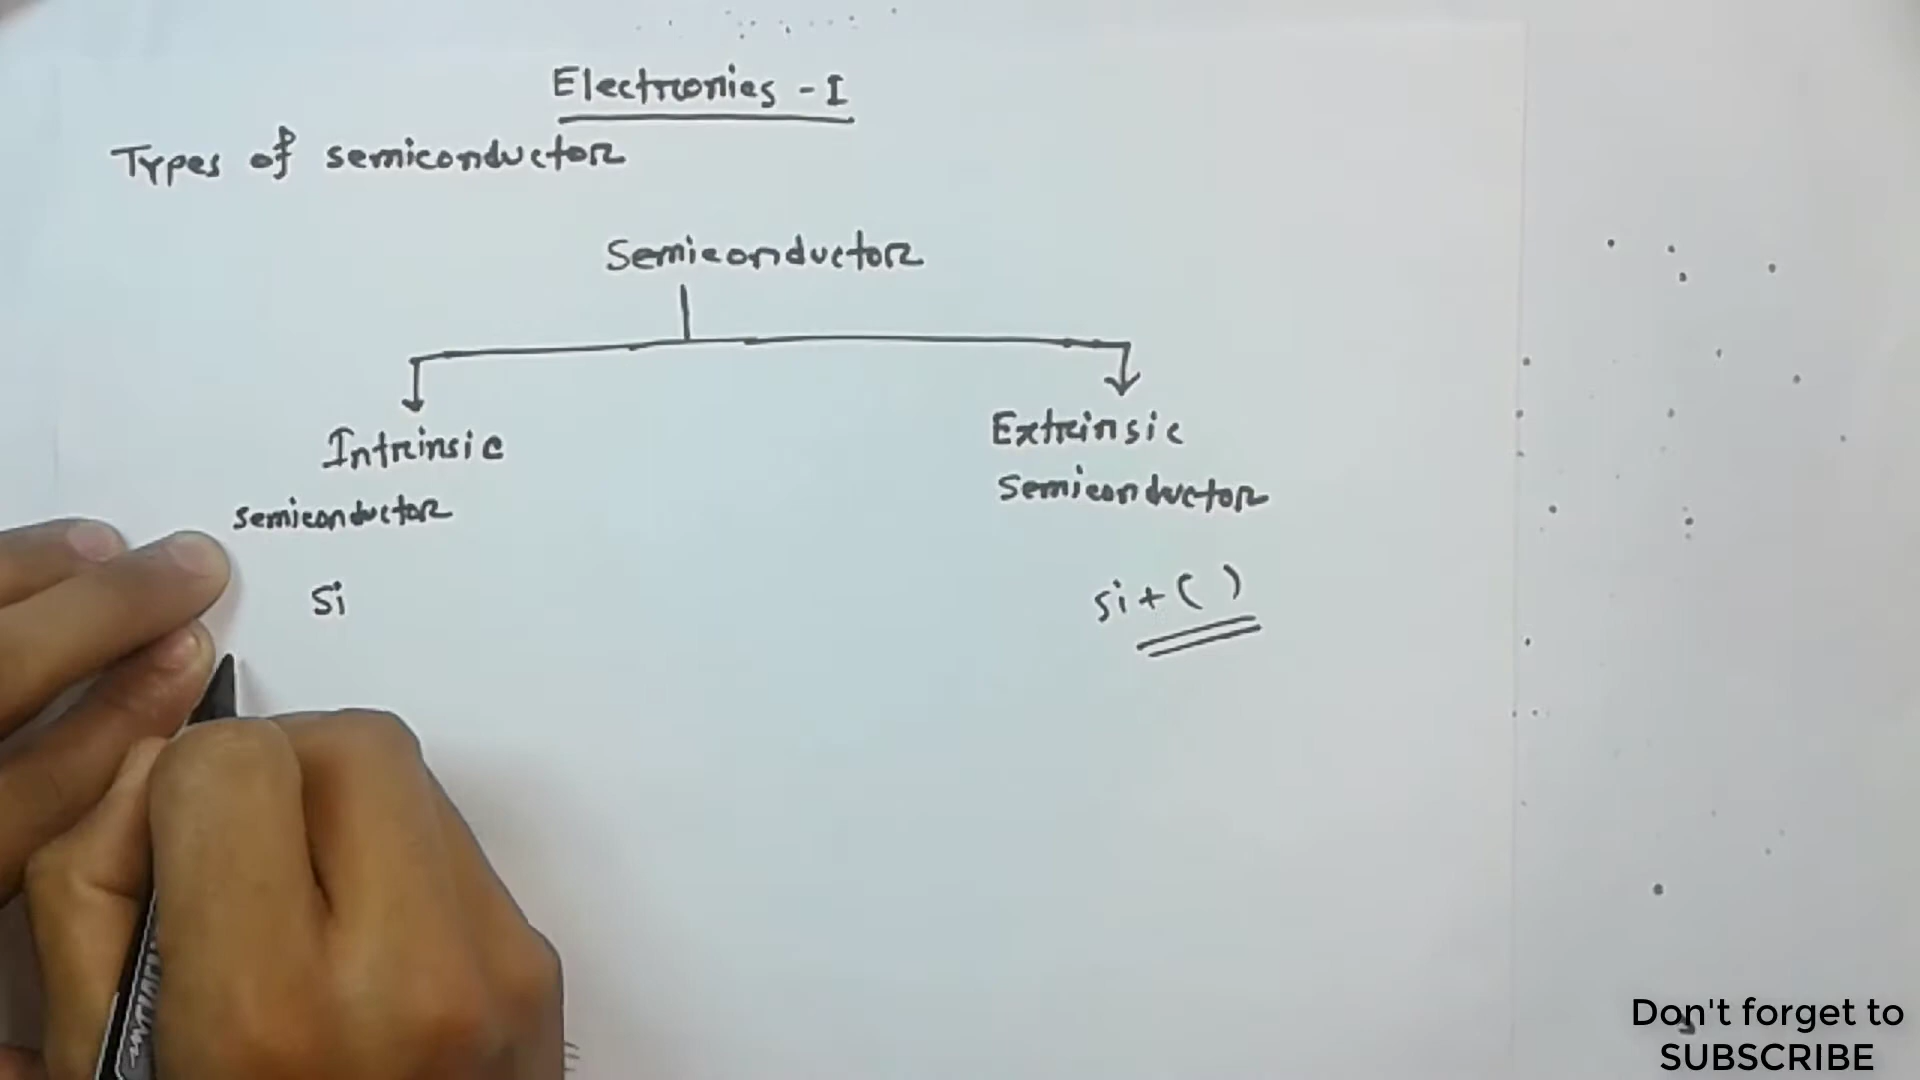 Electronics - I
Types of semiconductor
Semiconductor
Intrinsic
semiconductor
Si
Extrinsic
Semiconductor
Si + ( )
Don't forget to
SUBSCRIBE